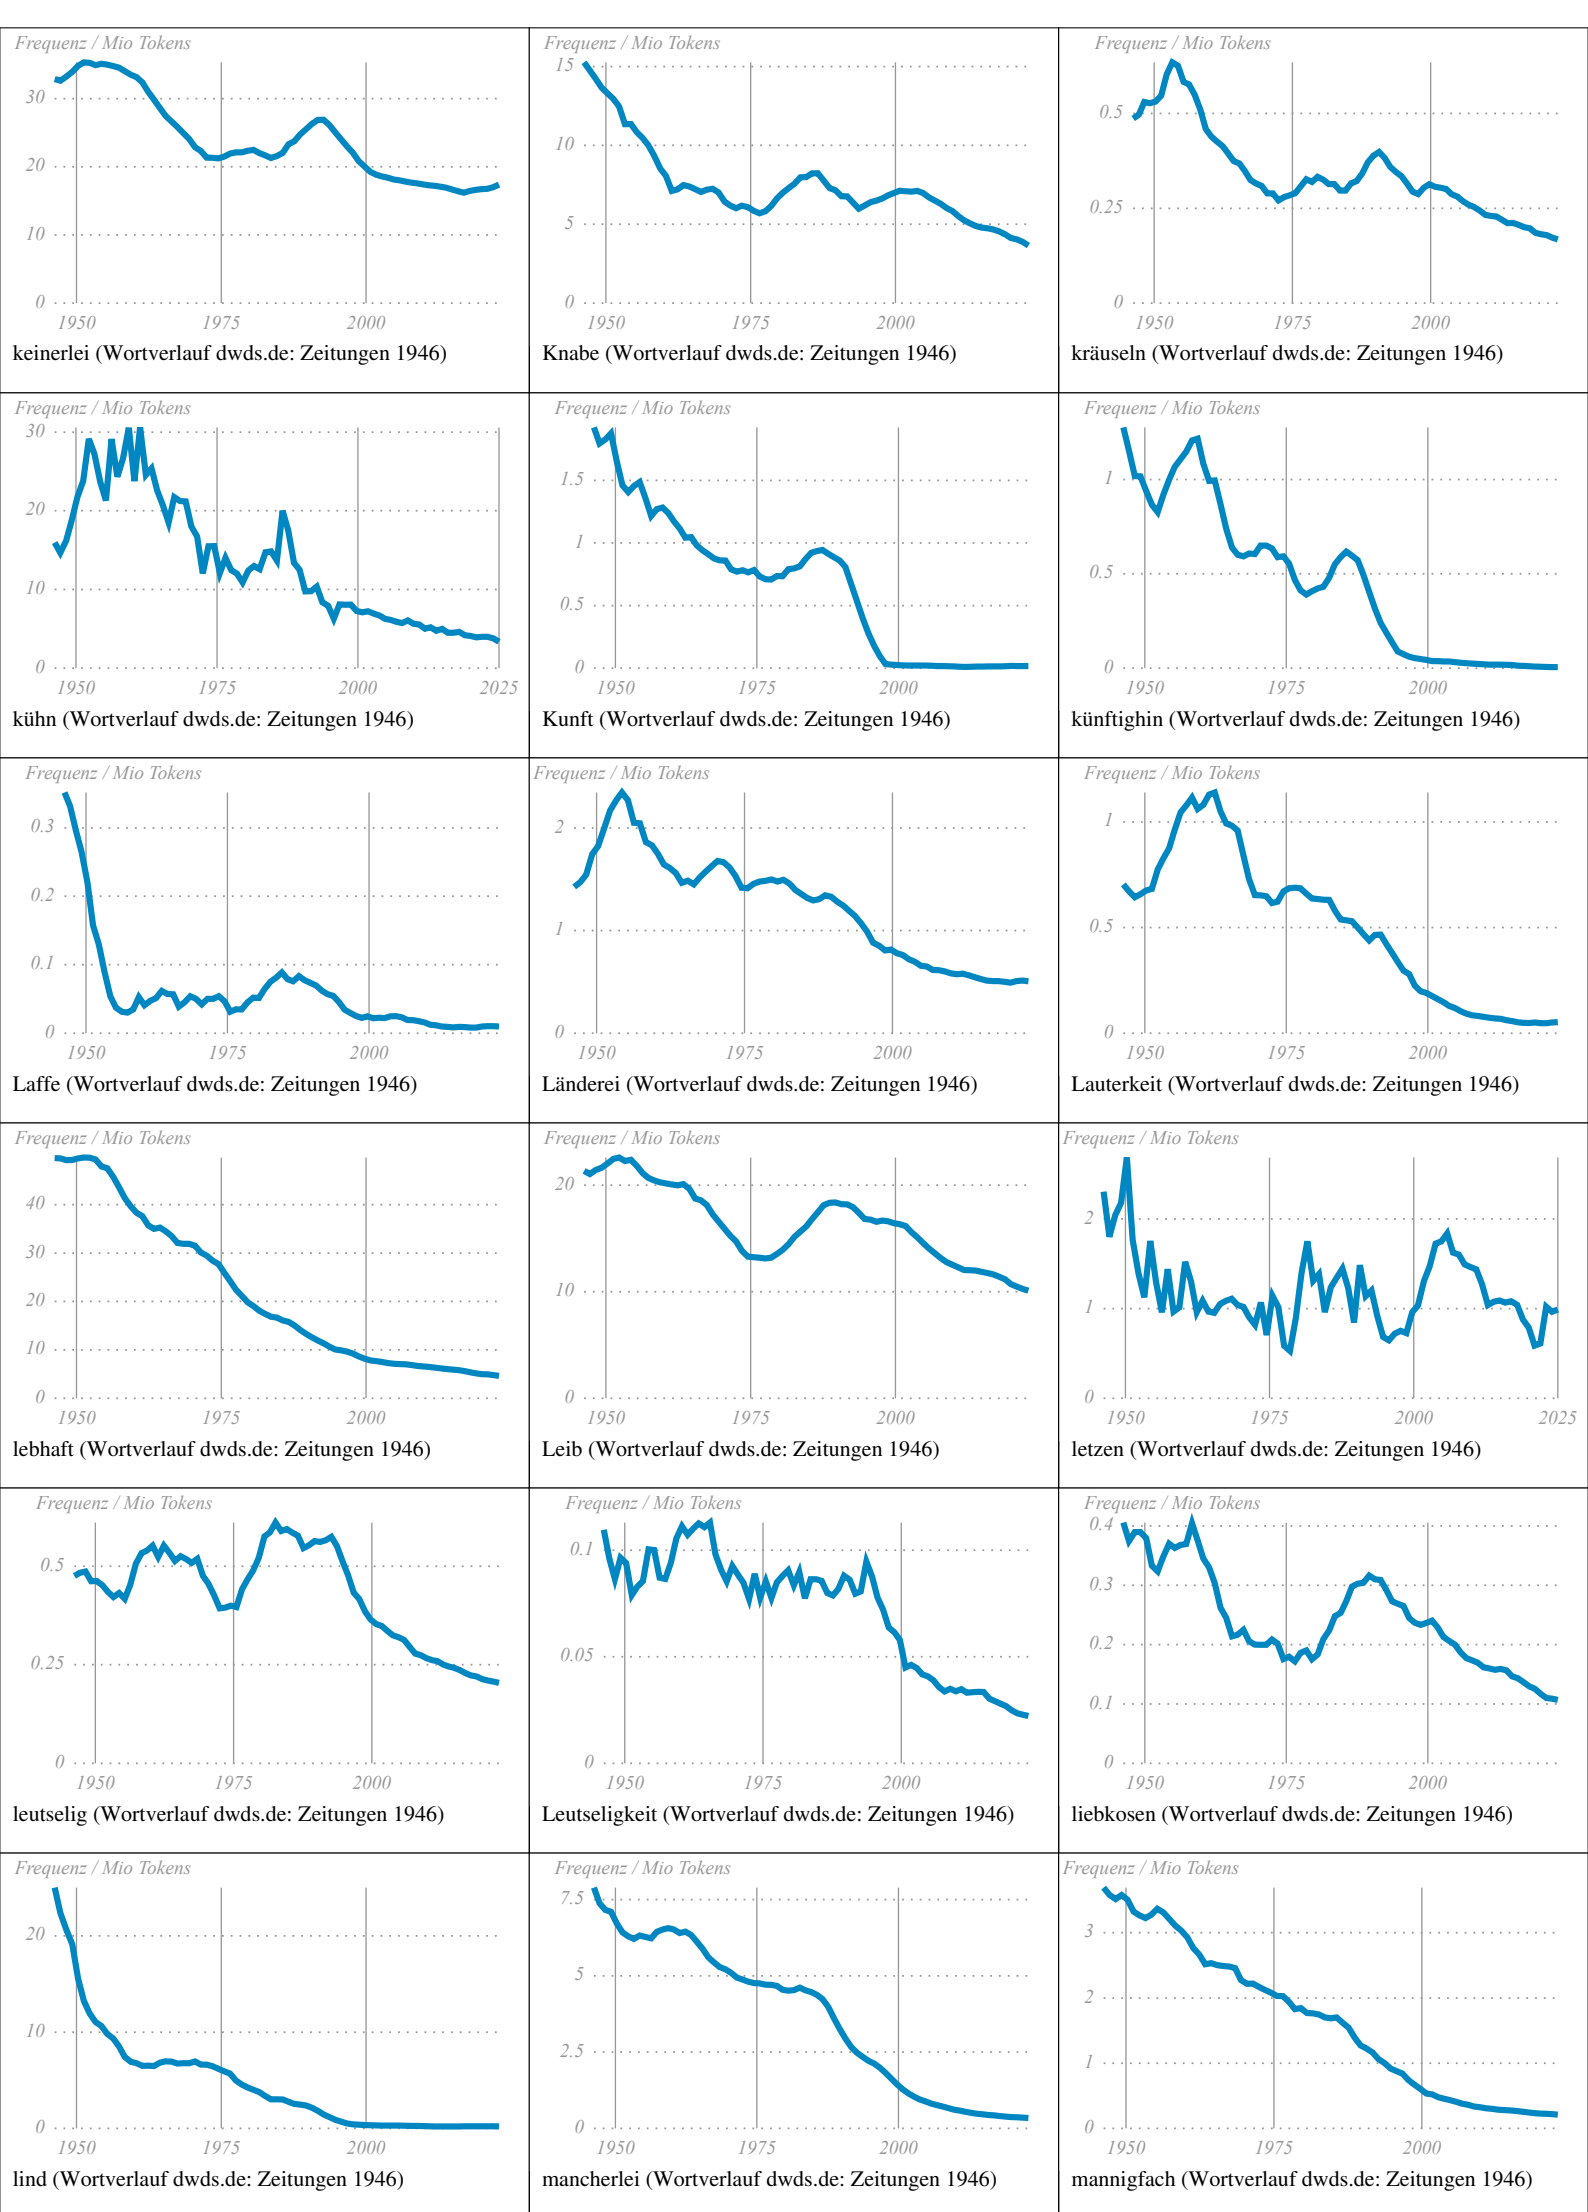 Frequenz / Mio Tokens
30
20
10
0
1950 1975 2000
keinerlei (Wortverlauf dwds.de: Zeitungen 1946)
Frequenz / Mio Tokens
15
10
5
0
1950 1975 2000
Knabe (Wortverlauf dwds.de: Zeitungen 1946)
Frequenz / Mio Tokens
0.5
0.25
0
1950 1975 2000
kräuseln (Wortverlauf dwds.de: Zeitungen 1946)
Frequenz / Mio Tokens
30
20
10
0
1950 1975 2000 2025
kühn (Wortverlauf dwds.de: Zeitungen 1946)
Frequenz / Mio Tokens
1.5
1
0.5
0
1950 1975 2000
Kunft (Wortverlauf dwds.de: Zeitungen 1946)
Frequenz / Mio Tokens
1
0.5
0
1950 1975 2000
künftighin (Wortverlauf dwds.de: Zeitungen 1946)
Frequenz / Mio Tokens
0.3
0.2
0.1
0
1950 1975 2000
Laffe (Wortverlauf dwds.de: Zeitungen 1946)
Frequenz / Mio Tokens
2
1
0
1950 1975 2000
Länderei (Wortverlauf dwds.de: Zeitungen 1946)
Frequenz / Mio Tokens
1
0.5
0
1950 1975 2000
Lauterkeit (Wortverlauf dwds.de: Zeitungen 1946)
Frequenz / Mio Tokens
40
30
20
10
0
1950 1975 2000
lebhaft (Wortverlauf dwds.de: Zeitungen 1946)
Frequenz / Mio Tokens
20
10
0
1950 1975 2000
Leib (Wortverlauf dwds.de: Zeitungen 1946)
Frequenz / Mio Tokens
2
1
0
1950 1975 2000 2025
letzen (Wortverlauf dwds.de: Zeitungen 1946)
Frequenz / Mio Tokens
0.5
0.25
0
1950 1975 2000
leutselig (Wortverlauf dwds.de: Zeitungen 1946)
Frequenz / Mio Tokens
0.1
0.05
0
1950 1975 2000
Leutseligkeit (Wortverlauf dwds.de: Zeitungen 1946)
Frequenz / Mio Tokens
0.4
0.3
0.2
0.1
0
1950 1975 2000
liebkosen (Wortverlauf dwds.de: Zeitungen 1946)
Frequenz / Mio Tokens
20
10
0
1950 1975 2000
lind (Wortverlauf dwds.de: Zeitungen 1946)
Frequenz / Mio Tokens
7.5
5
2.5
0
1950 1975 2000
mancherlei (Wortverlauf dwds.de: Zeitungen 1946)
Frequenz / Mio Tokens
3
2
1
0
1950 1975 2000
mannigfach (Wortverlauf dwds.de: Zeitungen 1946)